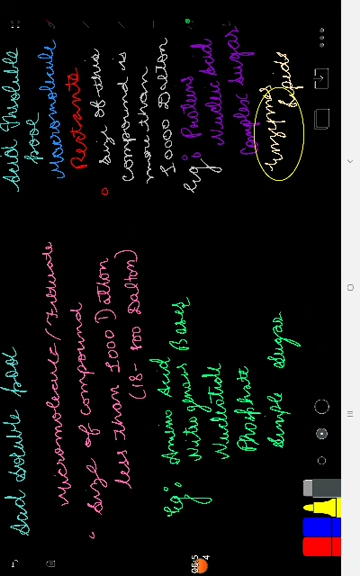 Acid soluble pool
Micromolecule/Filtrate
Size of compound
less than 1000 Dalton
(18-800 Dalton)
Eg: Amino Acid
Nitrogenous Bases
Nucleotide
Phosphate
Simple sugar
Acid Insoluble
pool
Macromolecule
Size of this
compound is
more than
1000 Dalton
Eg: Proteins
Nucleic Acid
Complex sugar
lipids